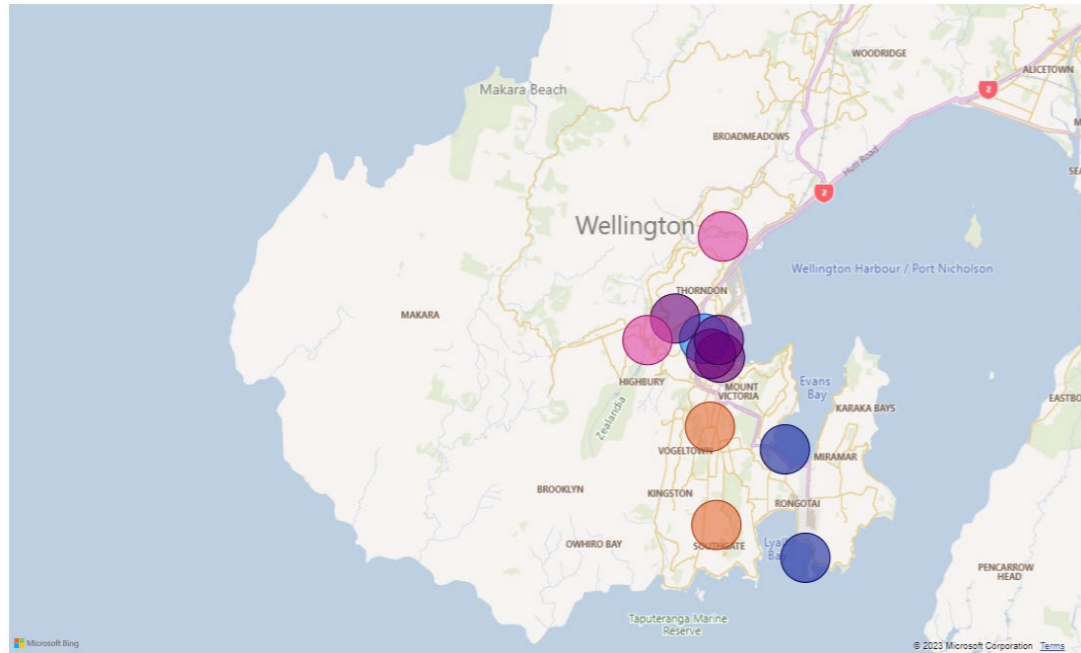 WOODRIDGE
ALICETOWN
Makara Beach
2
BROADMEADOWS
Hutt Road
2
Wellington
Wellington Harbour / Port Nicholson
THORNDON
MAKARA
HIGHBURY
MOUNT
VICTORIA
Evans
Bay
KARAKA BAYS
Zealandia
VOGELTOWN
MIRAMAR
BROOKLYN
KINGSTON
RONGOTAI
OWHIRO BAY
SOUTHGATE
Bay
PENCARROW
HEAD
Taputeranga Marine
Reserve
Microsoft Bing
© 2023 Microsoft Corporation Terms